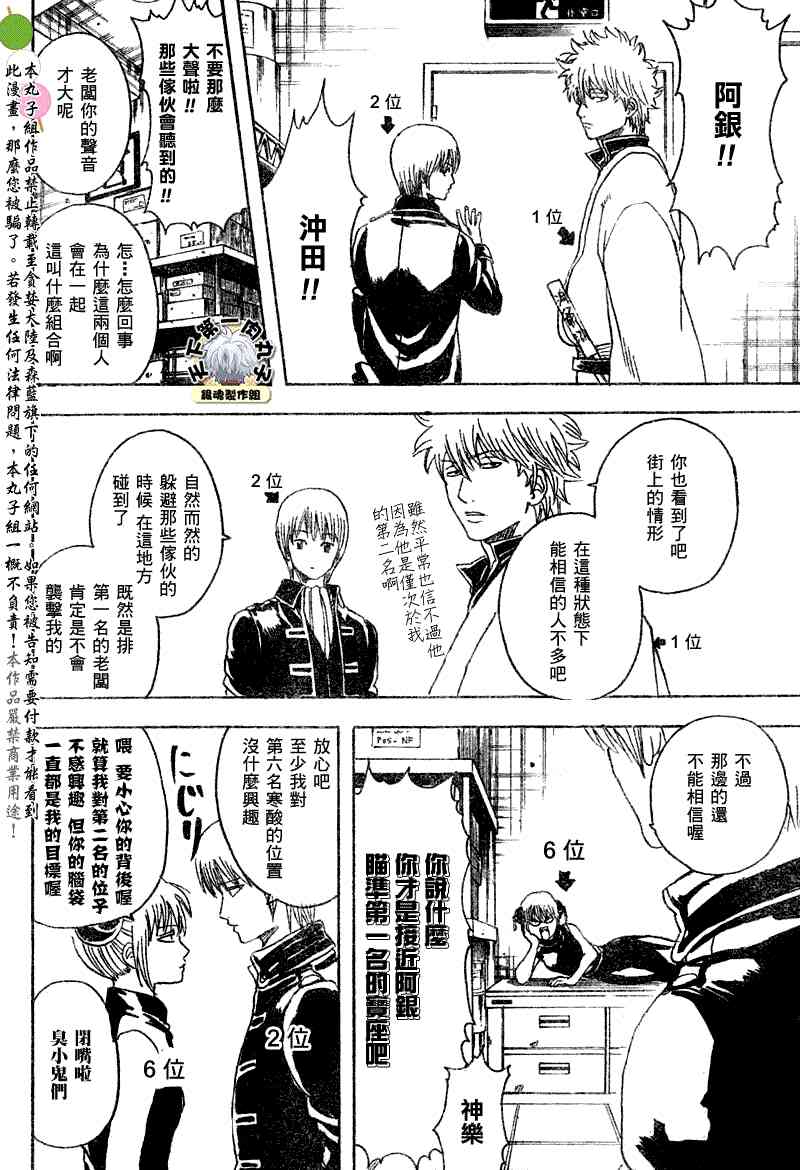 阿銀!!
1位
2位
沖田!!
不要那麼
大聲啦!!
那些傢伙會聽到的!!
老闆你的聲音
才大呢
怎…怎麼回事
為什麼這兩個人
會在一起
這叫什麼組合啊
天下第一肉丸子
銀魂製作組
你也看到了吧
街上的情形
在這種狀態下
能相信的人不多吧
1位
雖然平常也信不過他
因為他是僅次於我
的第二名啊
2位
自然而然的
躲避那些傢伙的
時候 在這地方
碰到了
既然是排
第一名的老闆
肯定是不會
襲擊我的
不過
那邊的還
不能相信喔
6位
你說什麼
你才是接近阿銀
瞄準第一名的寶座吧
神樂
放心吧
至少我對
第六名寒酸的位置
沒什麼興趣
にじり
喂 要小心你的背後喔
就算我對第二名的位子
不感興趣 但你的腦袋
一直都是我的目標喔
2位
6位
閉嘴啦
臭小鬼們
本丸子組作品禁止轉載至貪婪大陸及森藍旗下的任何網站。如果您被告知需要付款才能看到
此漫畫，那麼您被騙了。若發生任何法律問題，本丸子組一概不負責！本作品嚴禁商業用途！